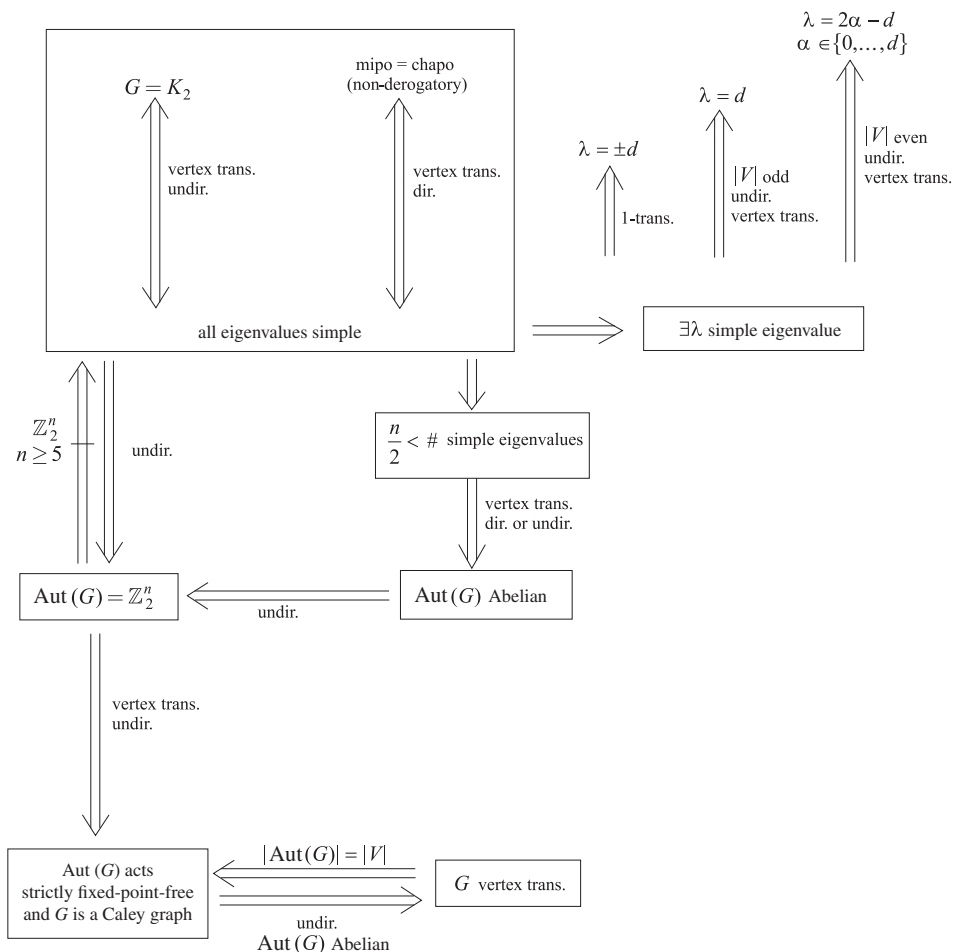 λ = 2α − d
α ∈{0,…,d}
G = K₂
mipo = chapo
(non-derogatory)
λ = d
λ = ±d
|V| even
undir.
vertex trans.
vertex trans.
undir.
vertex trans.
dir.
|V| odd
undir.
vertex trans.
1-trans.
all eigenvalues simple
∃λ simple eigenvalue
ℤ₂ⁿ
n ≥ 5
undir.
n/2 < # simple eigenvalues
vertex trans.
dir. or undir.
Aut (G) = ℤ₂ⁿ
undir.
Aut (G) Abelian
vertex trans.
undir.
Aut (G) acts
strictly fixed-point-free
and G is a Caley graph
|Aut (G)| = |V|
G vertex trans.
undir.
Aut (G) Abelian